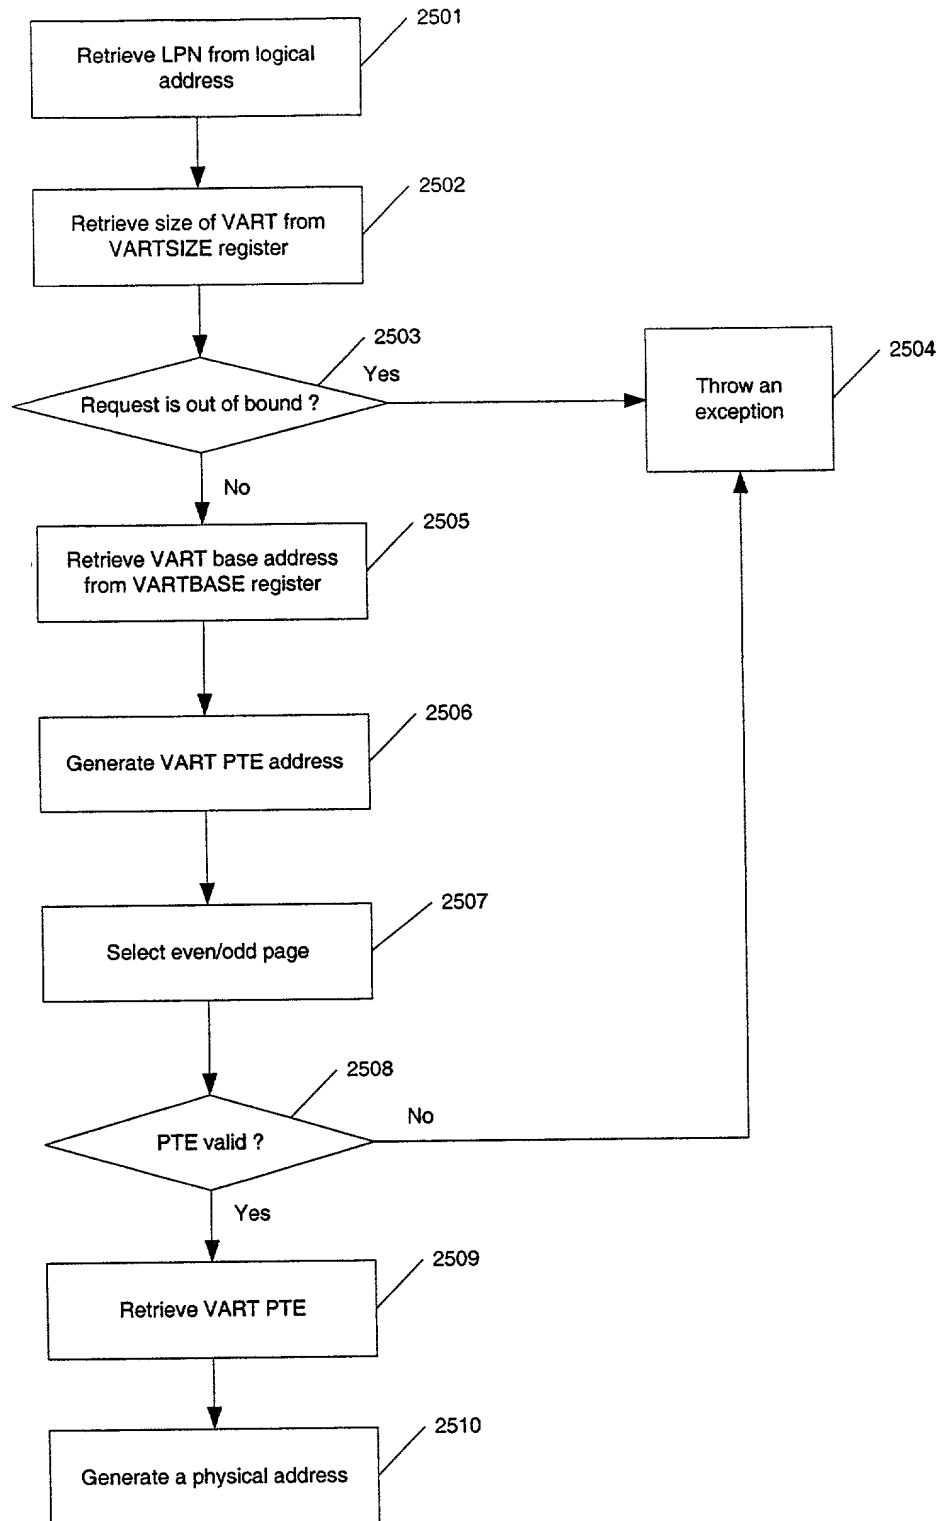 2501
Retrieve LPN from logical
address
2502
Retrieve size of VART from
VARTSIZE register
2503
Request is out of bound ?
Yes
2504
Throw an
exception
No
2505
Retrieve VART base address
from VARTBASE register
2506
Generate VART PTE address
2507
Select even/odd page
2508
PTE valid ?
No
Yes
2509
Retrieve VART PTE
2510
Generate a physical address